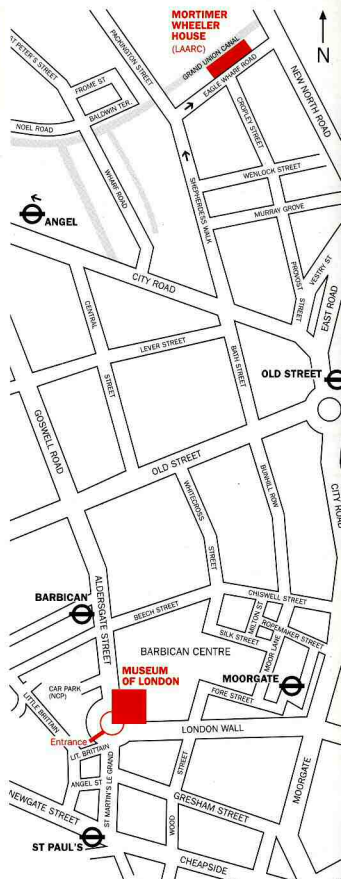 MORTIMER
WHEELER
HOUSE
(LAARC)
N
ST PETER'S STREET
PACKINGTON STREET
GRAND UNION CANAL
EAGLE WHARF ROAD
NEW NORTH ROAD
FROME ST
BALDWIN TER.
CROPLEY STREET
NOEL ROAD
WHARF ROAD
SHEPHERDESS WALK
WENLOCK STREET
MURRAY GROVE
ANGEL
CITY ROAD
PROVOST
STREET
VESTRY ST
EAST ROAD
CENTRAL
STREET
LEVER STREET
BATH STREET
OLD STREET
GOSWELL ROAD
OLD STREET
WHITECROSS
STREET
BUNHILL ROW
CITY ROAD
BARBICAN
ALDERSGATE STREET
BEECH STREET
CHISWELL STREET
MILTON ST
ROPEMAKER STREET
SILK STREET
MOOR LANE
BARBICAN CENTRE
MUSEUM
OF LONDON
MOORGATE
CAR PARK
(NCP)
FORE STREET
LITTLE BRITTAIN
Entrance
LONDON WALL
LIT. BRITTAIN
ANGEL ST
ST MARTIN'S LE GRAND
STREET
WOOD
MOORGATE
NEWGATE STREET
GRESHAM STREET
ST PAUL'S
CHEAPSIDE